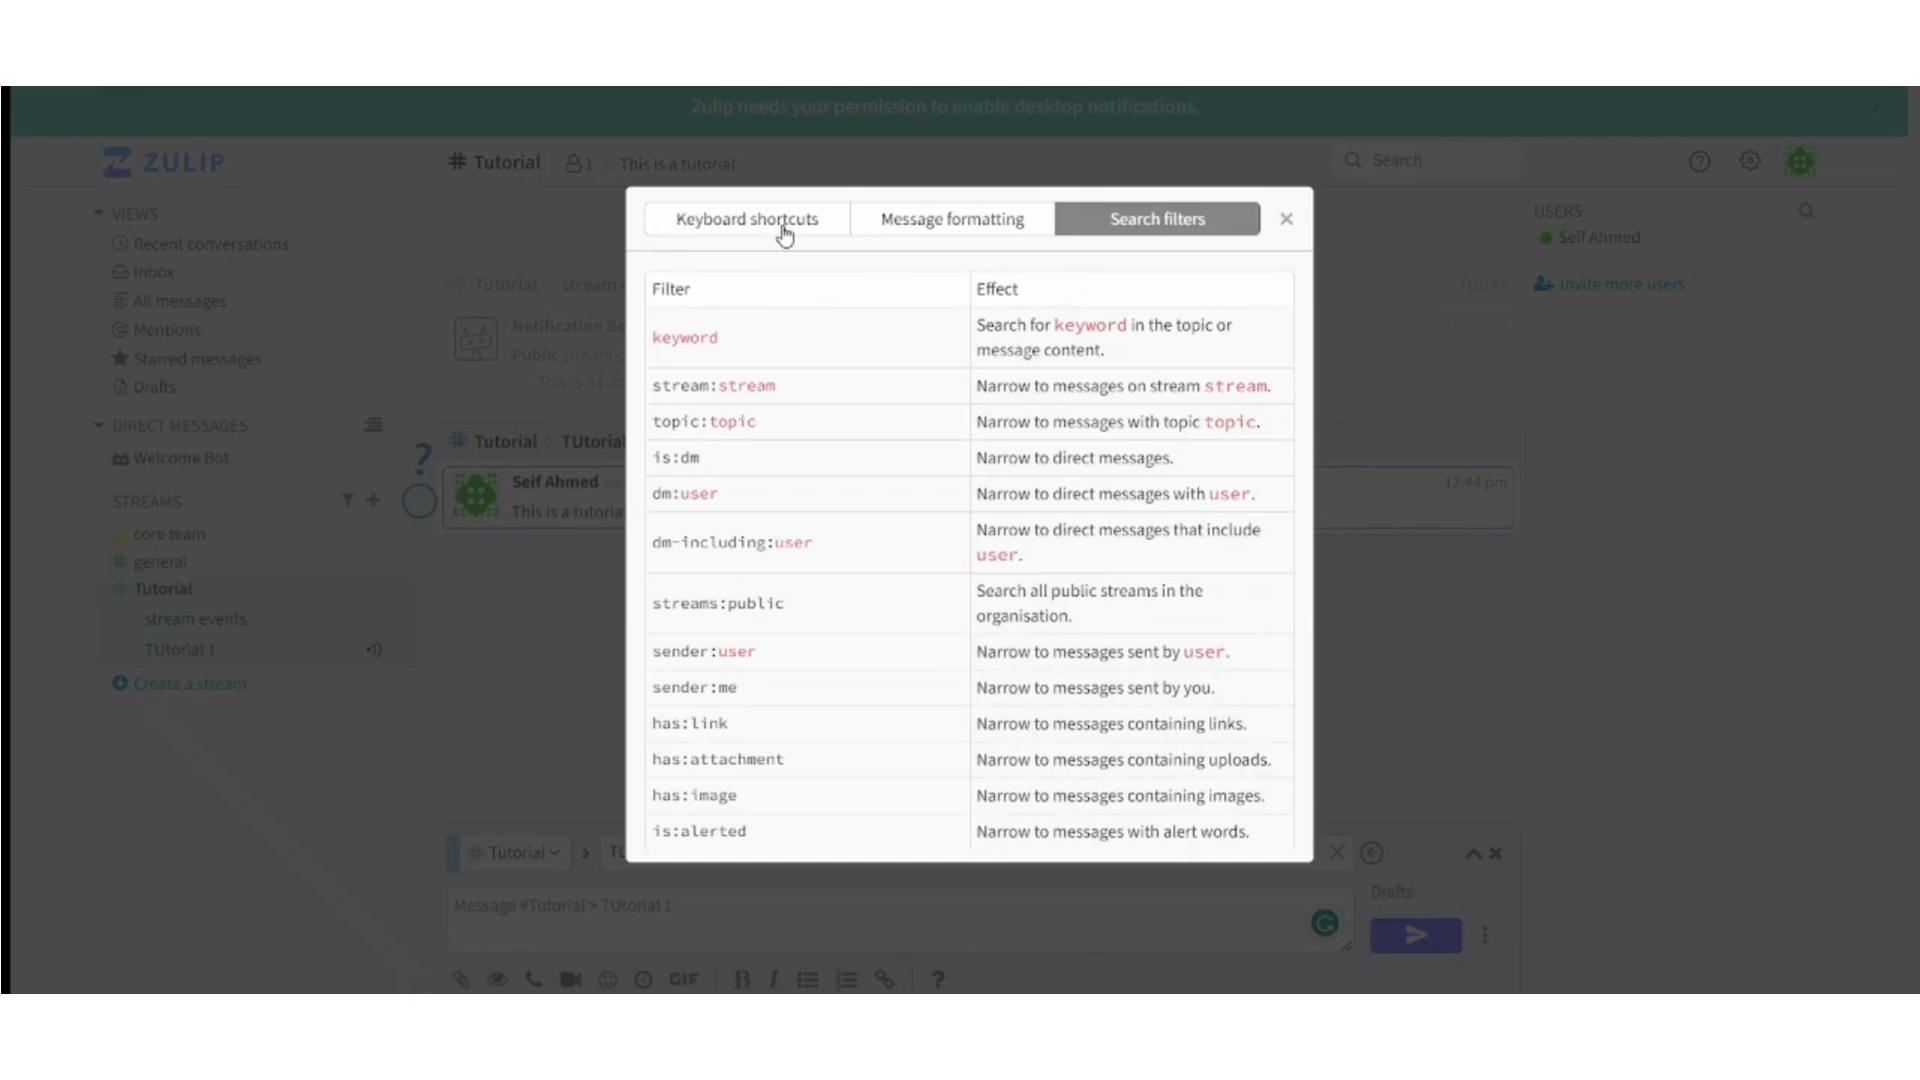 Zulip needs your permission to enable desktop notifications.
ZULIP
# Tutorial 1 This is a tutorial
Search
VIEWS
Recent conversations
Inbox
All messages
Mentions
Starred messages
Drafts
DIRECT MESSAGES
Welcome Bot
STREAMS
core team
# general
# Tutorial
stream events
TUtorial 1
Create a stream
# Tutorial stream
TODAY
Notification
Public stream
This is a
# Tutorial > TUtorial
?
Seif Ahmed
12:44 pm
This is a
Keyboard shortcuts Message formatting Search filters
Filter Effect
keyword Search for keyword in the topic or
message content.
stream:stream Narrow to messages on stream stream.
topic:topic Narrow to messages with topic topic.
is:dm Narrow to direct messages.
dm:user Narrow to direct messages with user.
dm-including:user Narrow to direct messages that include
user.
streams:public Search all public streams in the
organisation.
sender:user Narrow to messages sent by user.
sender:me Narrow to messages sent by you.
has:link Narrow to messages containing links.
has:attachment Narrow to messages containing uploads.
has:image Narrow to messages containing images.
is:alerted Narrow to messages with alert words.
USERS
Seif Ahmed
Invite more users
# Tutorial > TU
Message #Tutorial > TUtorial 1
Drafts
GIF B I ?